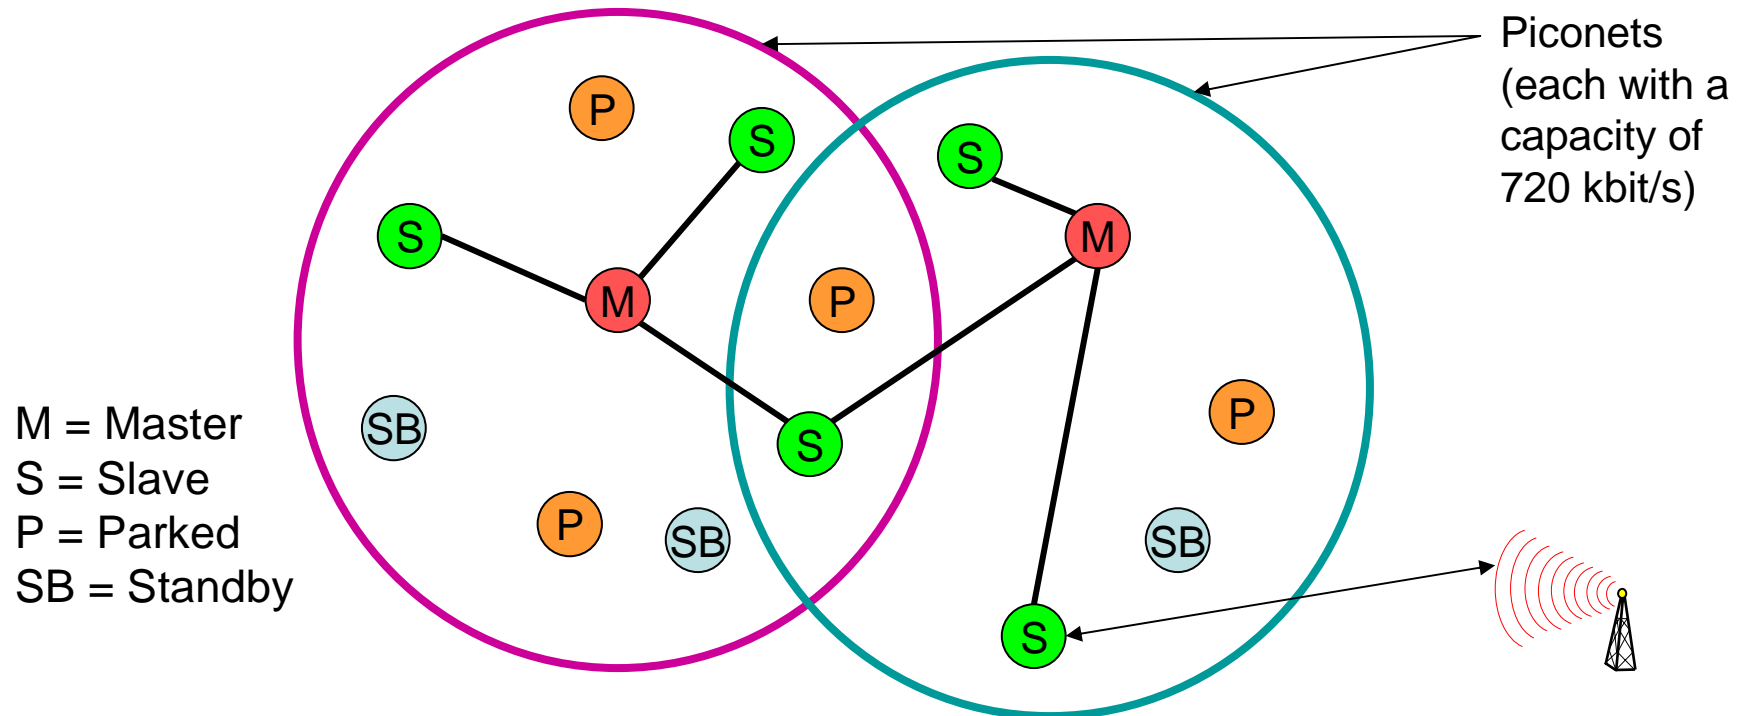 Piconets
(each with a
capacity of
720 kbit/s)
P
S
S
S
M
M
P
P
SB
S
P
SB
SB
S
M = Master
S = Slave
P = Parked
SB = Standby